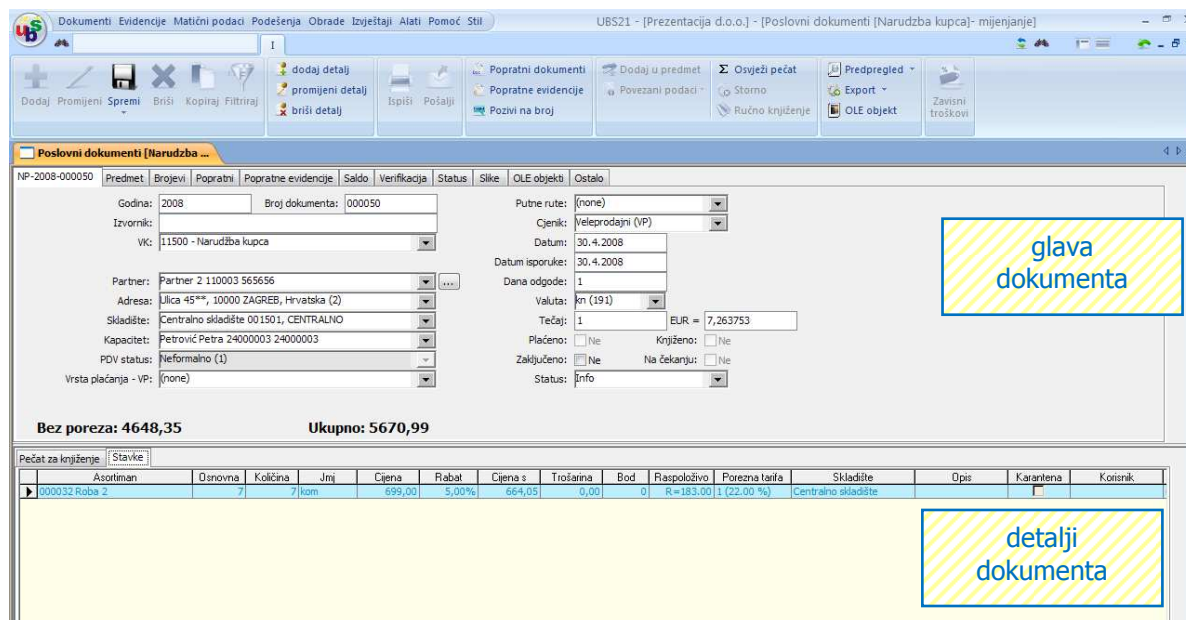 UBS
Dokumenti Evidencije Matični podaci Podešenja Obrade Izvještaji Alati Pomoć Stil
UBS21 - [Prezentacija d.o.o.] - [Poslovni dokumenti [Narudzba kupca]- mijenjanje]
I
Dodaj Promijeni Spremi Briši Kopiraj Filtriraj
dodaj detalj
promijeni detalj
briši detalj
Ispiši Pošalji
Popratni dokumenti
Popratne evidencije
Pozivi na broj
Dodaj u predmet
Povezani podaci
Σ Osvježi pečat
Storno
Ručno knjiženje
Predpregled
Export
OLE objekt
Zavisni
troškovi
Poslovni dokumenti [Narudzba ...
NP-2008-000050 Predmet Brojevi Popratni Popratne evidencije Saldo Verifikacija Status Slike OLE objekti Ostalo
Godina: 2008 Broj dokumenta: 000050
Izvornik:
VK: 11500 - Narudžba kupca
Partner: Partner 2 110003 565656 ...
Adresa: Ulica 45**, 10000 ZAGREB, Hrvatska (2)
Skladište: Centralno skladište 001501, CENTRALNO
Kapacitet: Petrović Petra 24000003 24000003
PDV status: Neformalno (1)
Vrsta plaćanja - VP: (none)
Putne rute: (none)
Cjenik: Veleprodajni (VP)
Datum: 30.4.2008
Datum isporuke: 30.4.2008
Dana odgode: 1
Valuta: kn (191)
Tečaj: 1 EUR = 7,263753
Plaćeno: Ne Knjiženo: Ne
Zaključeno: Ne Na čekanju: Ne
Status: Info
glava
dokumenta
Bez poreza: 4648,35 Ukupno: 5670,99
Pečat za knjiženje Stavke
Asortiman Osnovna Količina Jmj Cijena Rabat Cijena s Trošarina Bod Raspoloživo Porezna tarifa Skladište Opis Karantena Korisnik
000032 Roba 2 7 7 kom 699,00 5,00% 664,05 0,00 0 R=183.00 1 (22.00 %) Centralno skladište
detalji
dokumenta